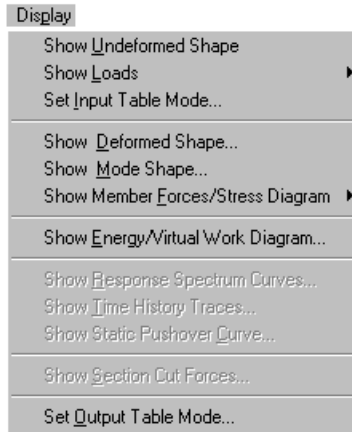 Display
Show Undeformed Shape
Show Loads
Set Input Table Mode...
Show Deformed Shape...
Show Mode Shape...
Show Member Forces/Stress Diagram
Show Energy/Virtual Work Diagram...
Show Response Spectrum Curves...
Show Time History Traces...
Show Static Pushover Curve...
Show Section Cut Forces...
Set Output Table Mode...